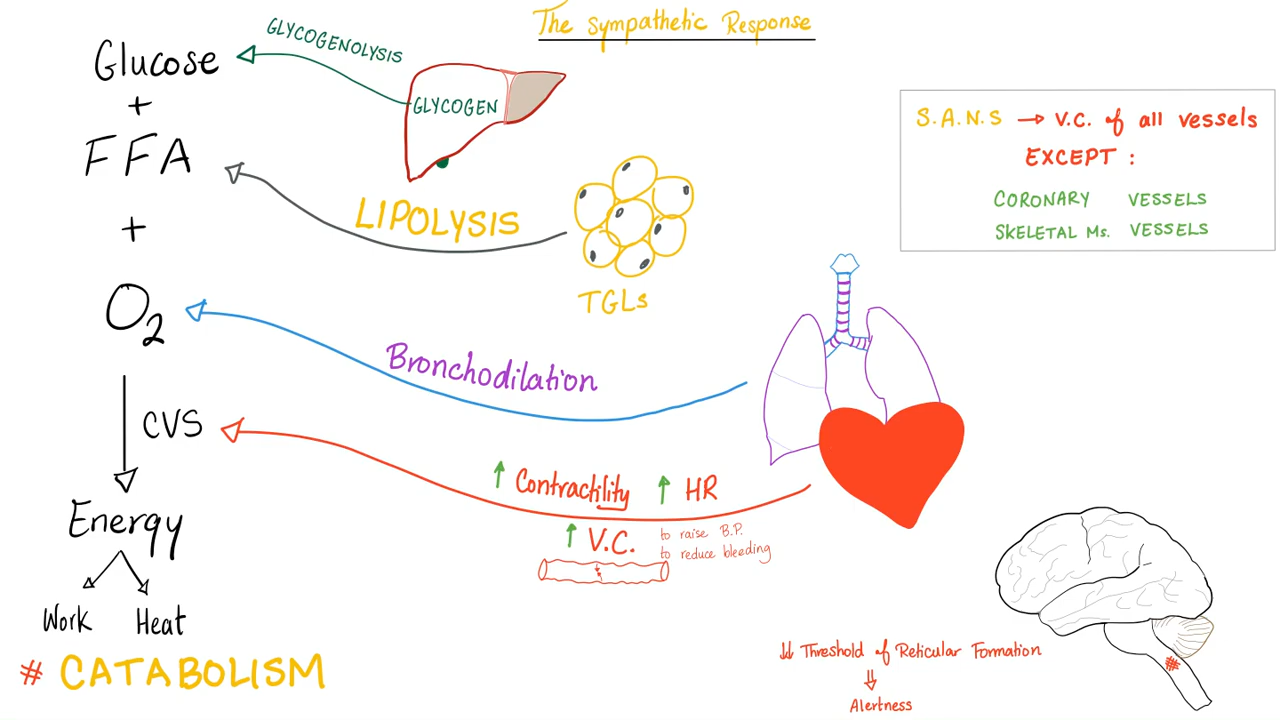 The Sympathetic Response
Glucose
GLYCOGENOLYSIS
GLYCOGEN
+
FFA
LIPOLYSIS
TGLs
+
O2
Bronchodilation
CVS
↑ Contractility ↑ HR
↑ V.C. to raise B.P.
to reduce bleeding
Energy
Work Heat
# CATABOLISM
S.A.N.S → V.C. of all vessels
EXCEPT :
CORONARY VESSELS
SKELETAL Ms. VESSELS
↓↓ Threshold of Reticular Formation
⇓
Alertness
#